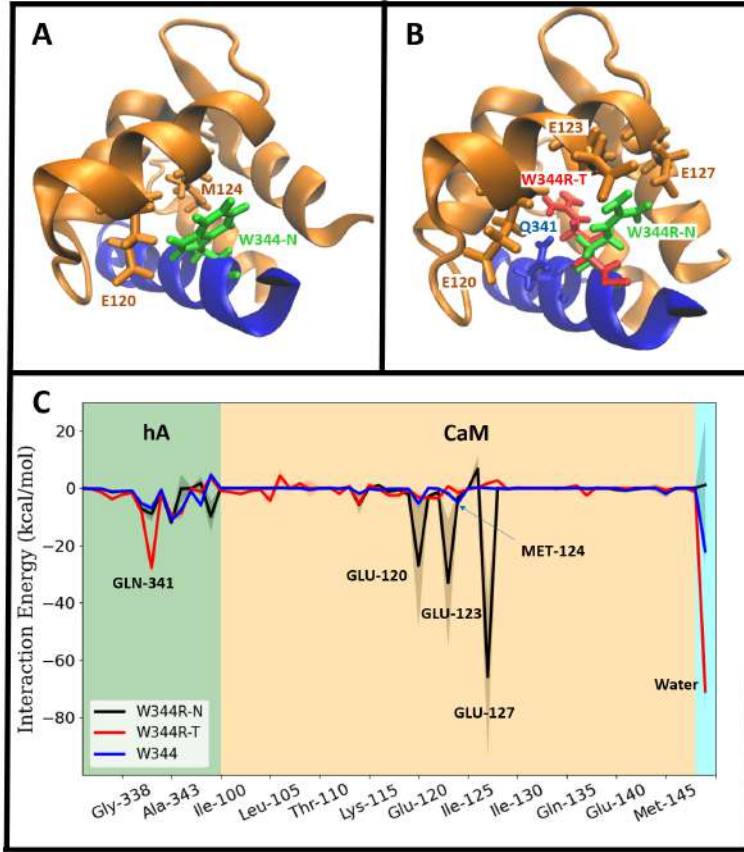 A
M124
W344-N
E120
B
E123
E127
W344R-T
Q341
W344R-N
E120
C
hA
CaM
Interaction Energy (kcal/mol)
20
0
−20
−40
−60
−80
GLN-341
GLU-120
MET-124
GLU-123
GLU-127
Water
W344R-N
W344R-T
W344
Gly-338
Ala-343
Ile-100
Leu-105
Thr-110
Lys-115
Glu-120
Ile-125
Ile-130
Gln-135
Glu-140
Met-145